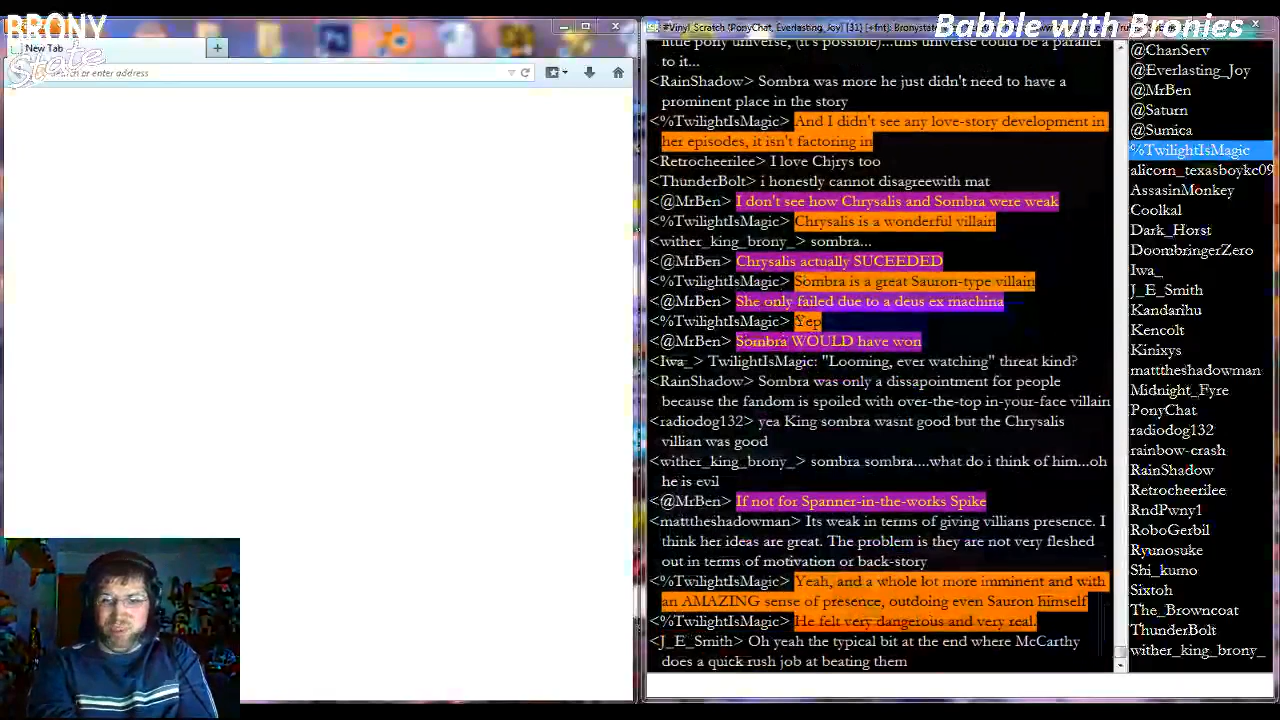 BRONY
State
Babble with Bronies
New Tab
or enter address
little pony universe, (it's possible)...this universe could be a parallel
to it...
<RainShadow> Sombra was more he just didn't need to have a
prominent place in the story
<%TwilightIsMagic> And I didn't see any love-story development in
her episodes, it isn't factoring in
<Retrocheerilee> I love Chjrys too
<ThunderBolt> i honestly cannot disagreewith mat
<@MrBen> I don't see how Chrysalis and Sombra were weak
<%TwilightIsMagic> Chrysalis is a wonderful villain
<wither_king_brony_> sombra...
<@MrBen> Chrysalis actually SUCEEDED
<%TwilightIsMagic> Sombra is a great Sauron-type villain
<@MrBen> She only failed due to a deus ex machina
<%TwilightIsMagic> Yep
<@MrBen> Sombra WOULD have won
<Iwa_> TwilightIsMagic: "Looming, ever watching" threat kind?
<RainShadow> Sombra was only a dissapointment for people
because the fandom is spoiled with over-the-top in-your-face villain
<radiodog132> yea King sombra wasnt good but the Chrysalis
villian was good
<wither_king_brony_> sombra sombra....what do i think of him...oh
he is evil
<@MrBen> If not for Spanner-in-the-works Spike
<matttheshadowman> Its weak in terms of giving villians presence. I
think her ideas are great. The problem is they are not very fleshed
out in terms of motivation or back-story
<%TwilightIsMagic> Yeah, and a whole lot more imminent and with
an AMAZING sense of presence, outdoing even Sauron himself
<%TwilightIsMagic> He felt very dangerous and very real.
<J_E_Smith> Oh yeah the typical bit at the end where McCarthy
does a quick rush job at beating them
@ChanServ
@Everlasting_Joy
@MrBen
@Saturn
@Sumica
%TwilightIsMagic
alicorn_texasboykc09
AssasinMonkey
Coolkal
Dark_Horst
DoombringerZero
Iwa_
J_E_Smith
Kandarihu
Kencolt
Kinixys
matttheshadowman
Midnight_Fyre
PonyChat
radiodog132
rainbow-crash
RainShadow
Retrocheerilee
RndPwny1
RoboGerbil
Ryunosuke
Shi_kumo
Sixtoh
The_Browncoat
ThunderBolt
wither_king_brony_